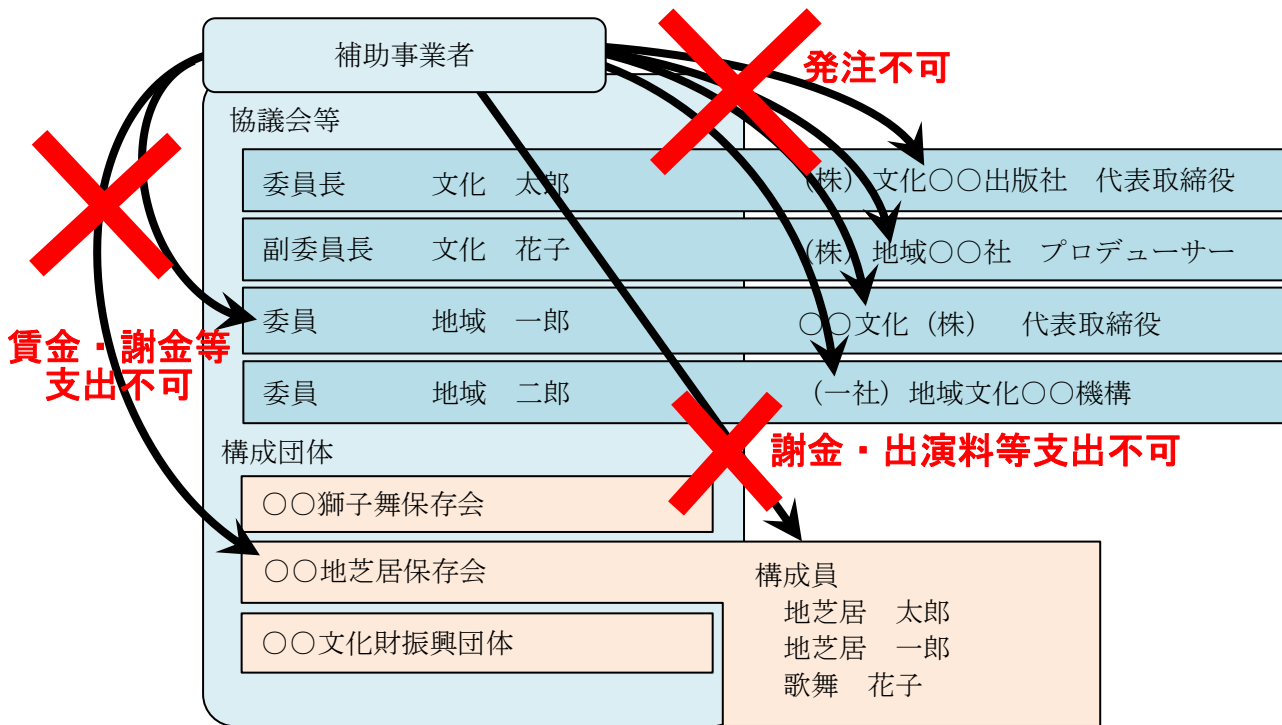 補助事業者
発注不可
協議会等
委員長 文化 太郎 (株) 文化○○出版社 代表取締役
副委員長 文化 花子 (株) 地域○○社 プロデューサー
委員 地域 一郎 ○○文化 (株) 代表取締役
委員 地域 二郎 (一社) 地域文化○○機構
賃金・謝金等
支出不可
謝金・出演料等支出不可
構成団体
○○獅子舞保存会
○○地芝居保存会
○○文化財振興団体
構成員
地芝居 太郎
地芝居 一郎
歌舞 花子